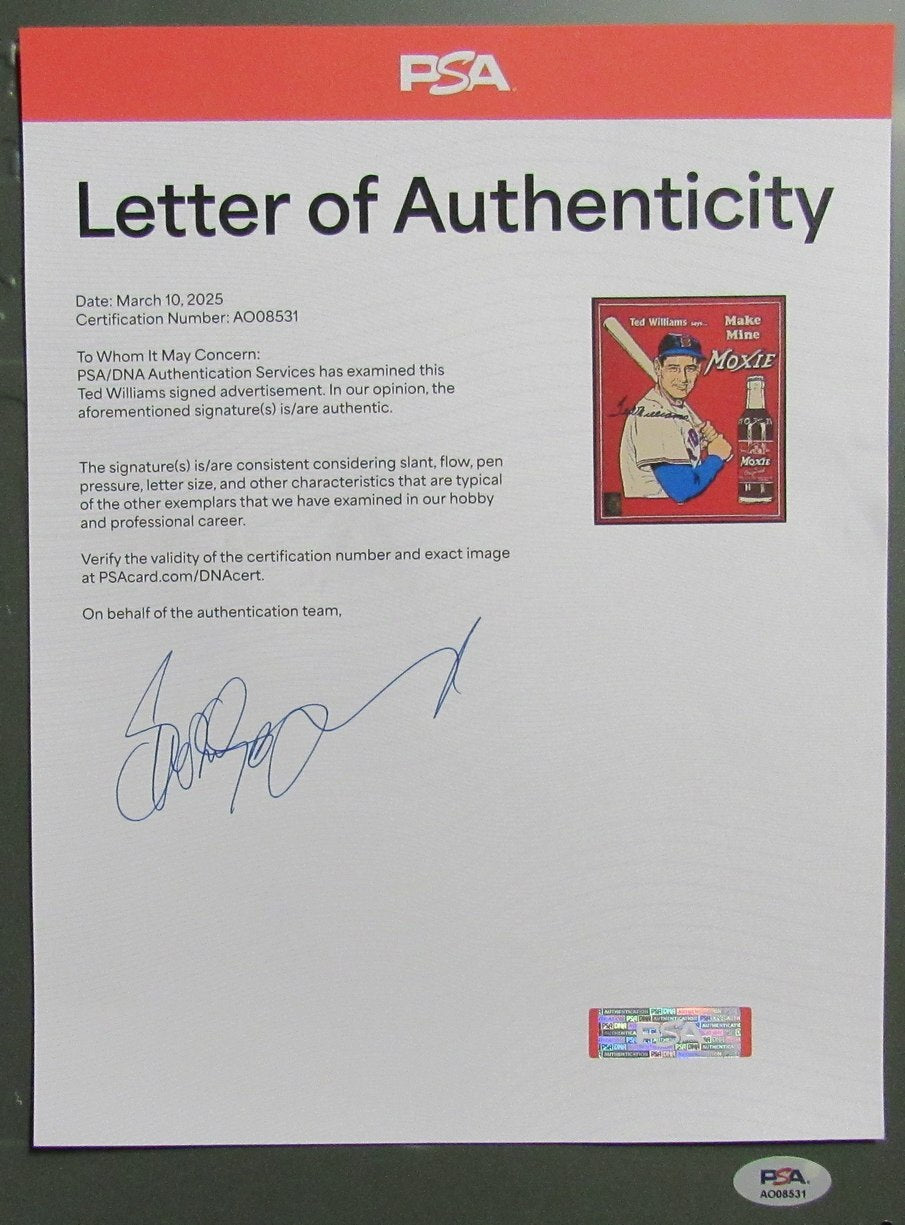 PSA
Letter of Authenticity
Date: March 10, 2025
Certification Number: AO08531
To Whom It May Concern:
PSA/DNA Authentication Services has examined this
Ted Williams signed advertisement. In our opinion, the
aforementioned signature(s) is/are authentic.
The signature(s) is/are consistent considering slant, flow, pen
pressure, letter size, and other characteristics that are typical
of the other exemplars that we have examined in our hobby
and professional career.
Verify the validity of the certification number and exact image
at PSAcard.com/DNAcert.
On behalf of the authentication team,
Ted Williams says...
Make
Mine
MOXIE
Ted Williams
MOXIE
PSA
PSA
AO08531